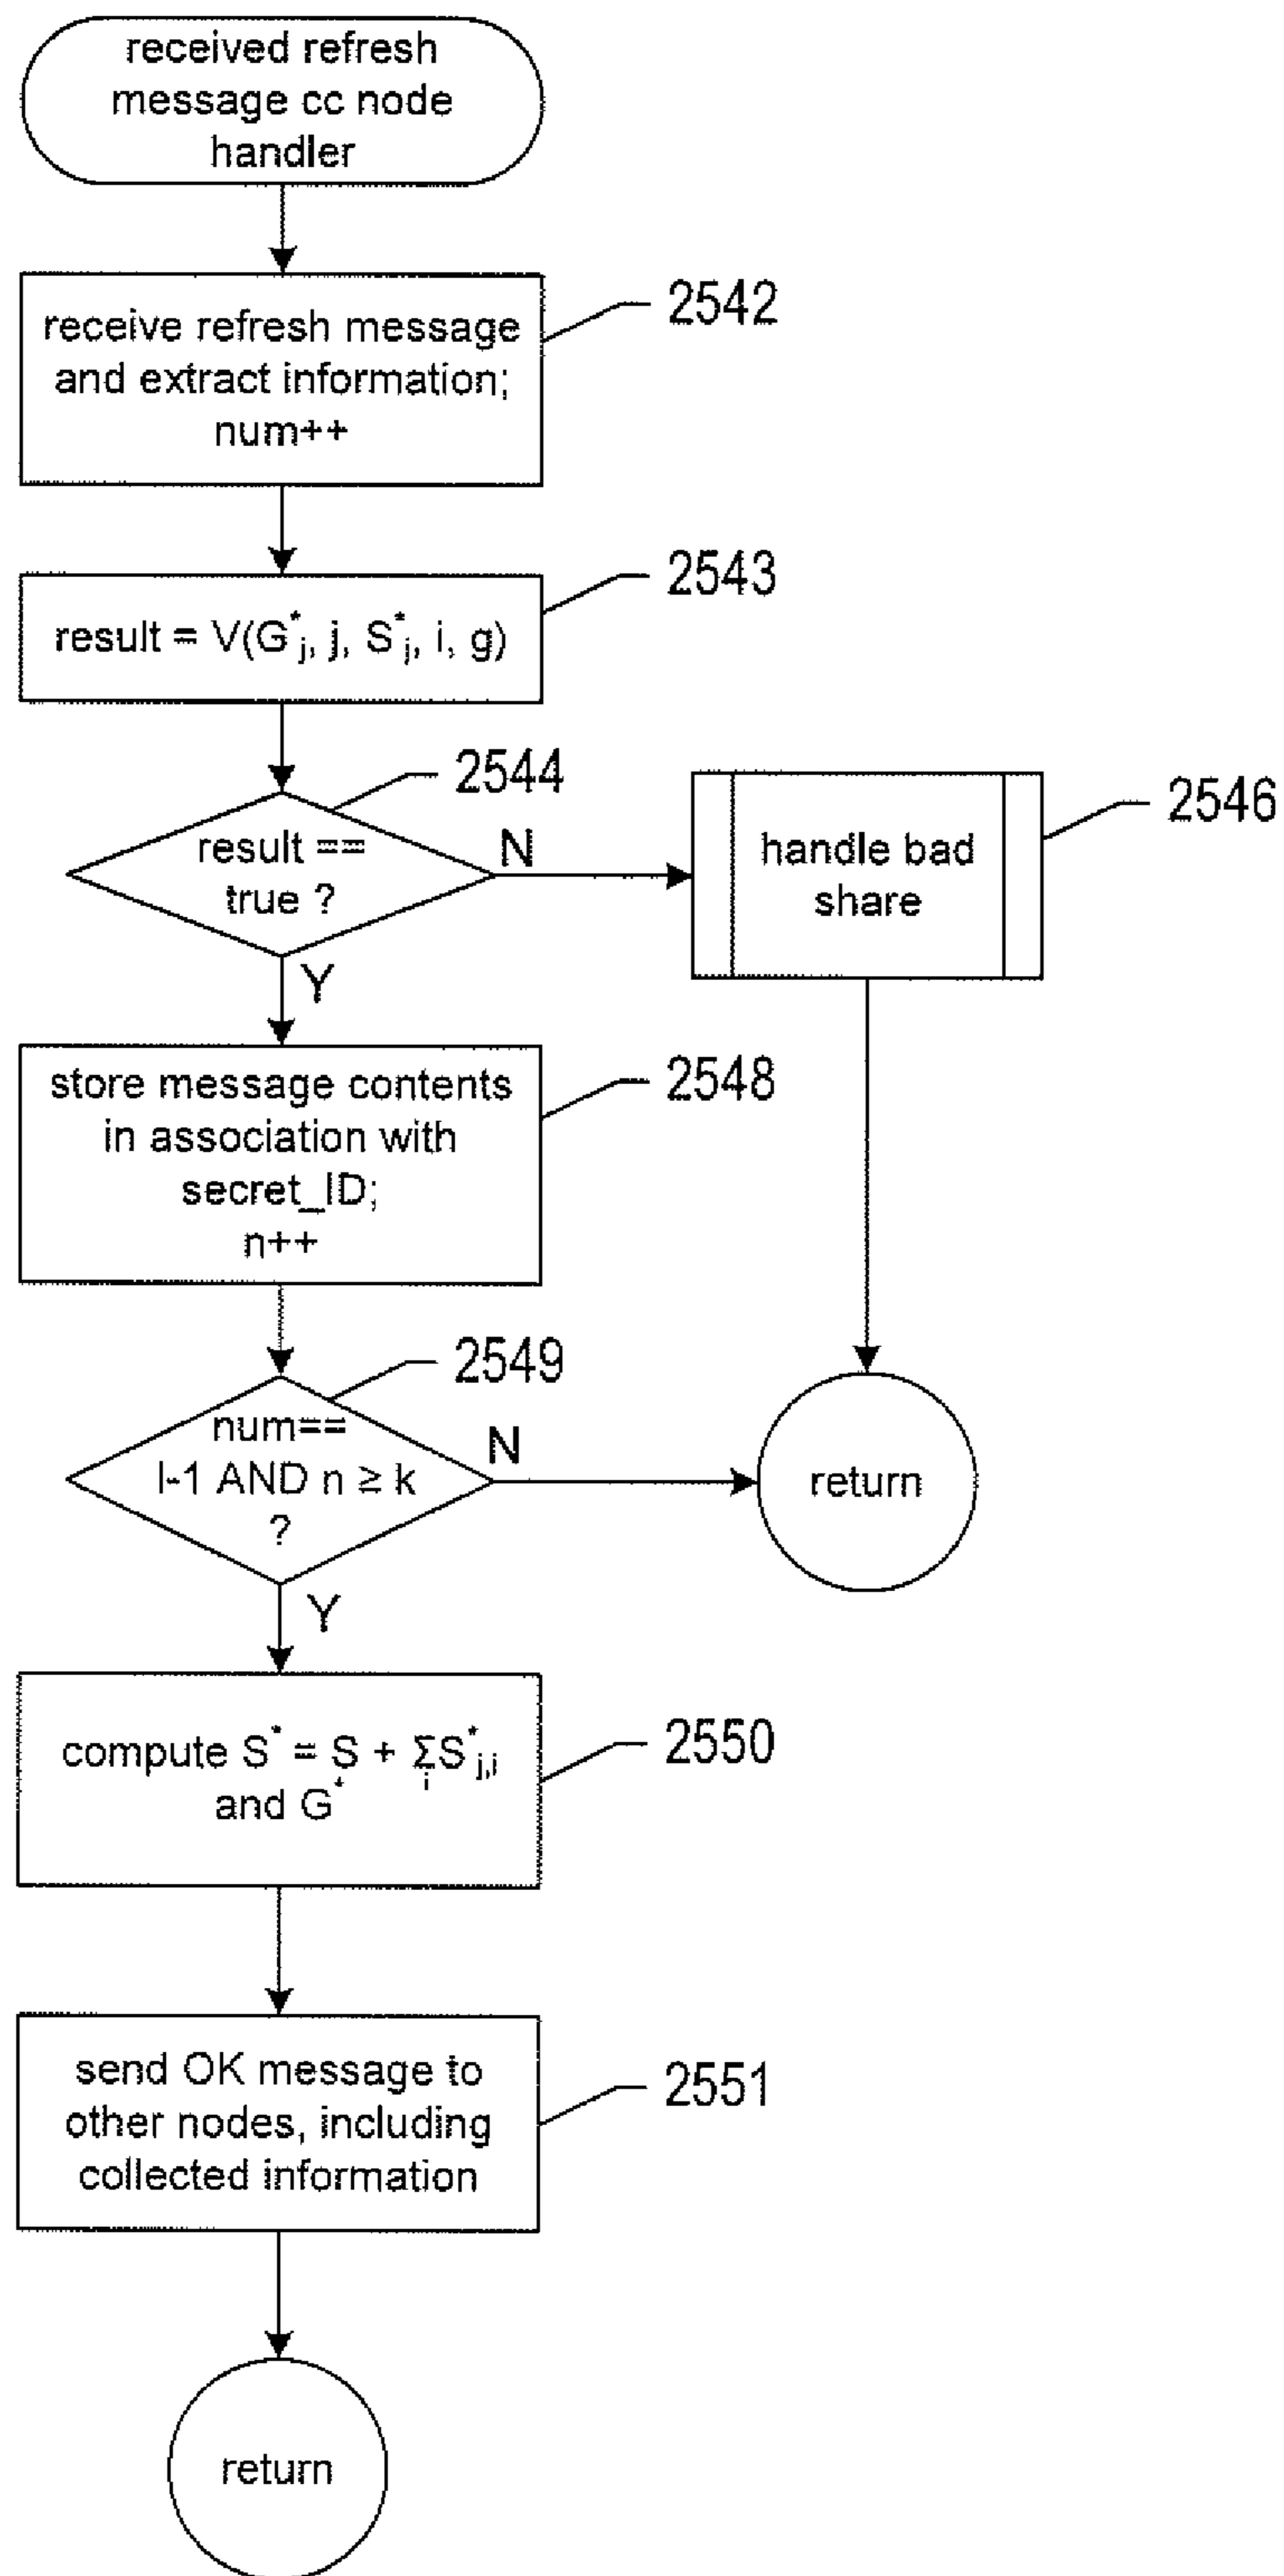 received refresh
message cc node
handler
2542
receive refresh message
and extract information;
num++
2543
result = V(G*j, j, S*j, i, g)
2544
result ==
true ?
N
Y
2546
handle bad
share
2548
store message contents
in association with
secret_ID;
n++
2549
num==
l-1 AND n ≥ k
?
N
Y
return
2550
compute S* = S + Σi S*j,i
and G*
2551
send OK message to
other nodes, including
collected information
return